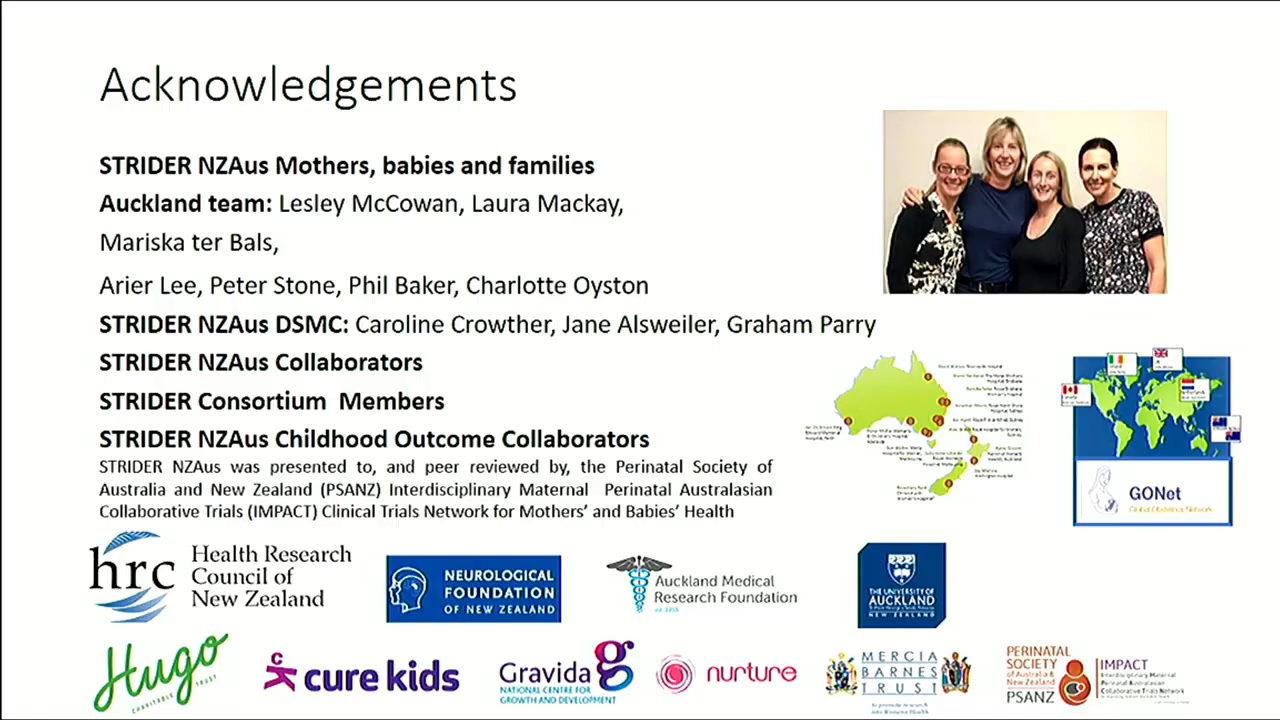 Acknowledgements
STRIDER NZAus Mothers, babies and families
Auckland team: Lesley McCowan, Laura Mackay,
Mariska ter Bals,
Arier Lee, Peter Stone, Phil Baker, Charlotte Oyston
STRIDER NZAus DSMC: Caroline Crowther, Jane Alsweiler, Graham Parry
STRIDER NZAus Collaborators
STRIDER Consortium Members
STRIDER NZAus Childhood Outcome Collaborators
STRIDER NZAus was presented to, and peer reviewed by, the Perinatal Society of
Australia and New Zealand (PSANZ) Interdisciplinary Maternal Perinatal Australasian
Collaborative Trials (IMPACT) Clinical Trials Network for Mothers’ and Babies’ Health
GONet
Global Obstetrics Network
hrc Health Research
Council of
New Zealand
NEUROLOGICAL
FOUNDATION
OF NEW ZEALAND
Auckland Medical
Research Foundation
THE UNIVERSITY OF
AUCKLAND
NEW ZEALAND
Hugo
CHARITABLE TRUST
cure kids
Gravida
NATIONAL CENTRE FOR
GROWTH AND DEVELOPMENT
nurture
MERCIA
BARNES
TRUST
PERINATAL
SOCIETY
of Australia &
New Zealand
PSANZ
IMPACT
Interdisciplinary Maternal
Perinatal Australasian
Collaborative Trials Network